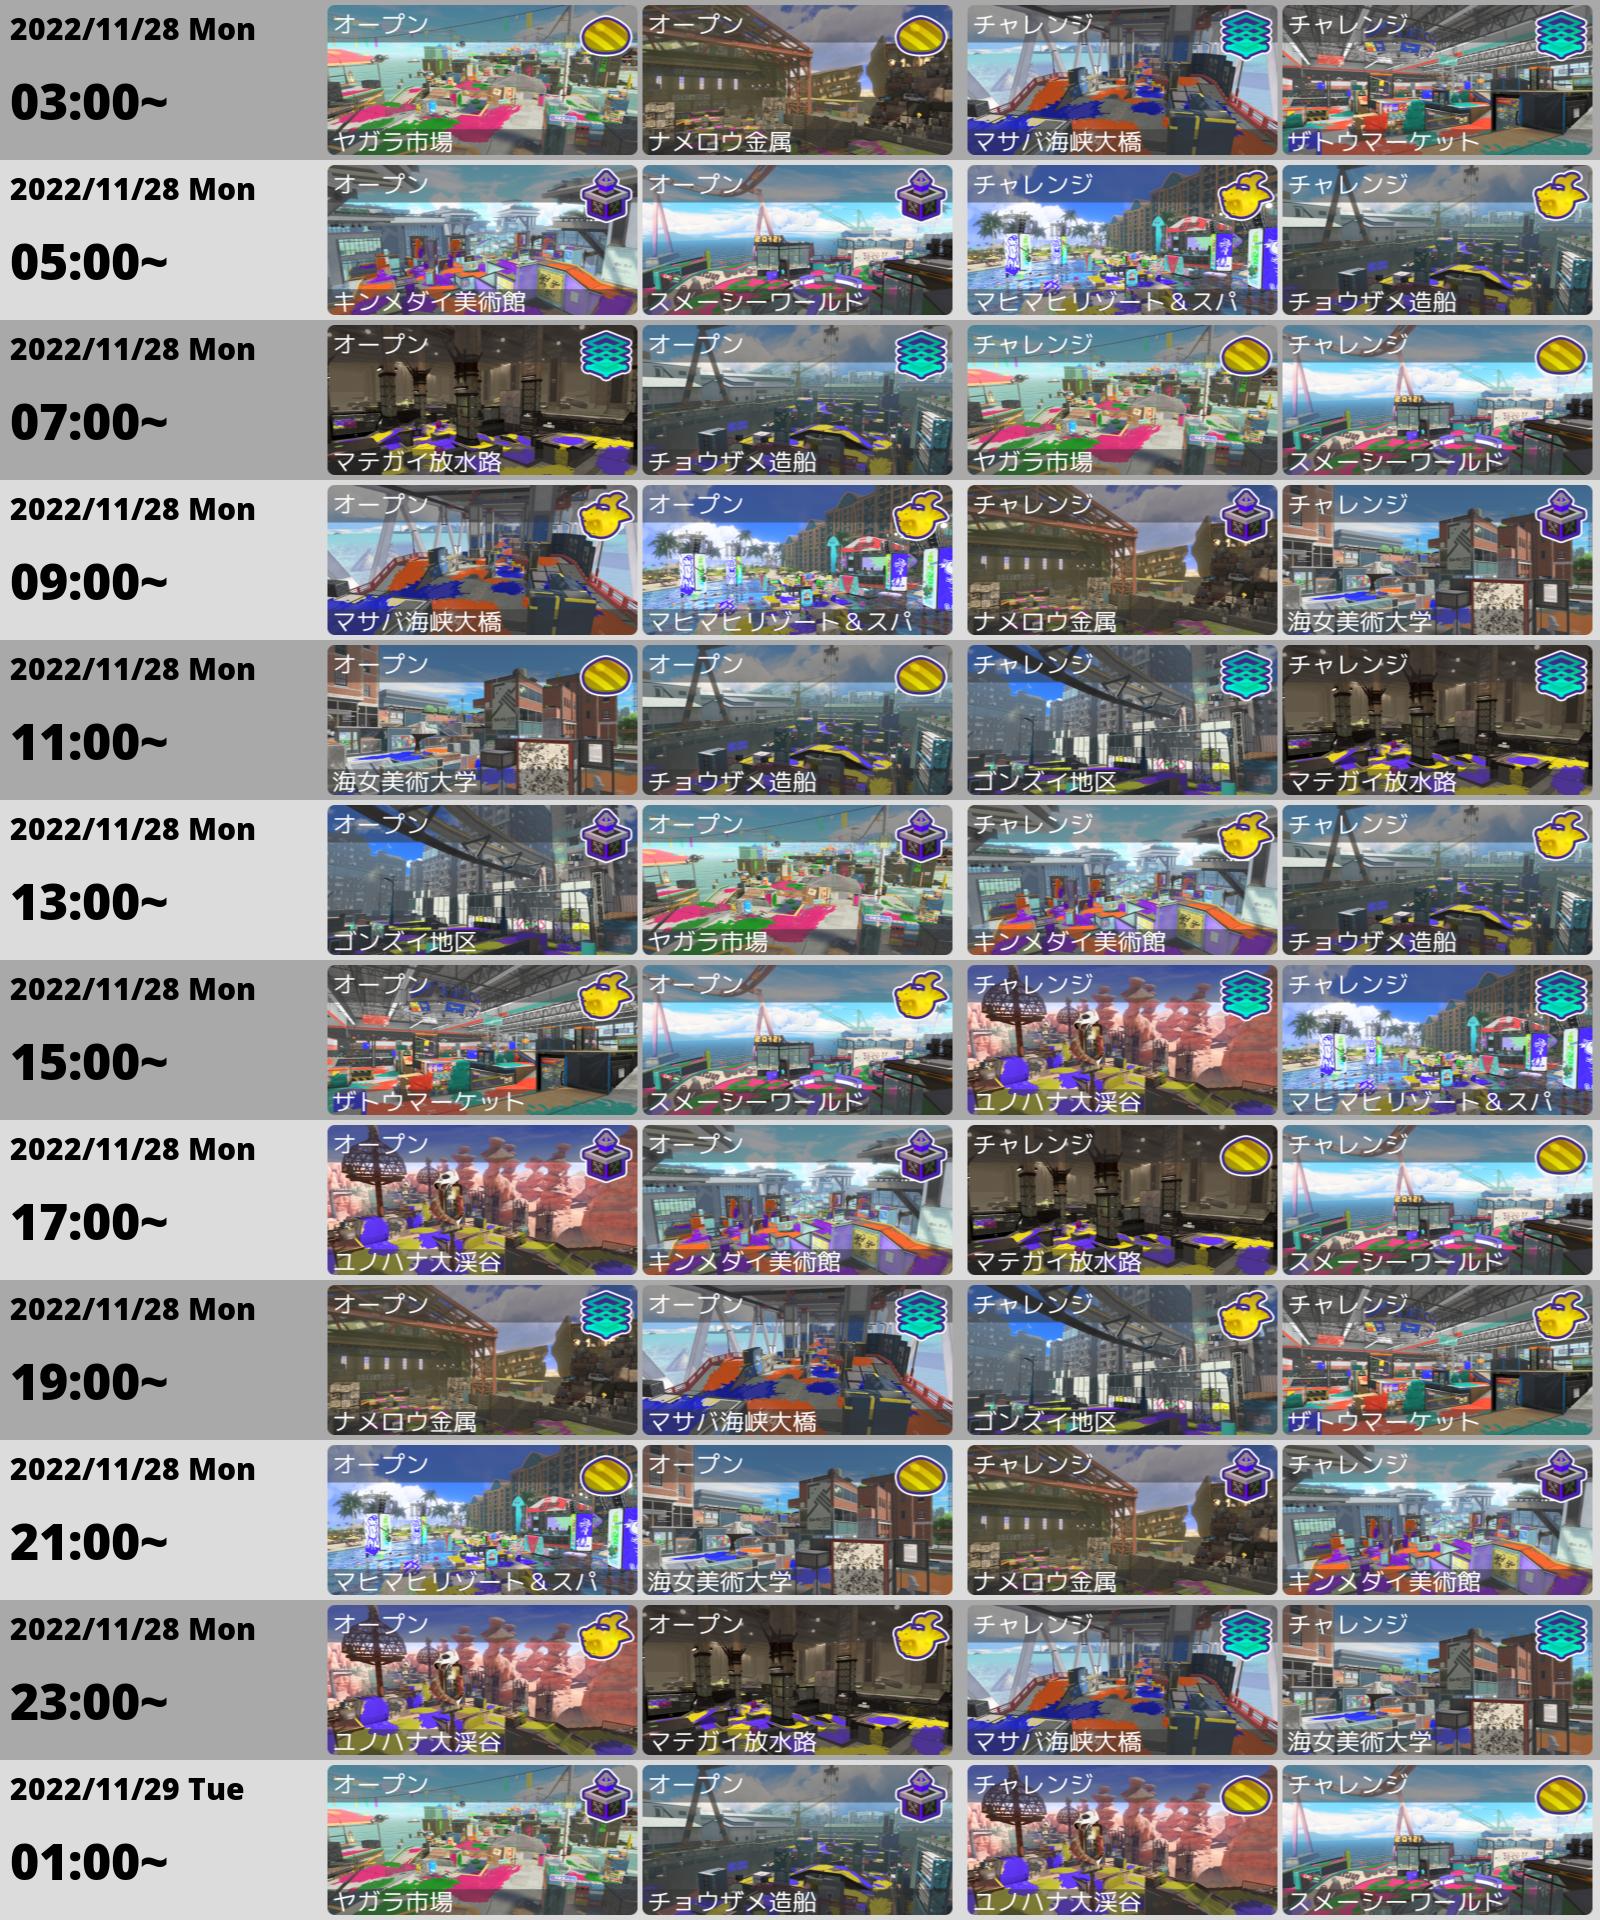 2022/11/28 Mon
03:00~
オープン
ヤガラ市場
オープン
ナメロウ金属
チャレンジ
マサバ海峡大橋
チャレンジ
ザトウマーケット
2022/11/28 Mon
05:00~
オープン
キンメダイ美術館
オープン
スメーシーワールド
チャレンジ
マヒマヒリゾート＆スパ
チャレンジ
チョウザメ造船
2022/11/28 Mon
07:00~
オープン
マテガイ放水路
オープン
チョウザメ造船
チャレンジ
ヤガラ市場
チャレンジ
スメーシーワールド
2022/11/28 Mon
09:00~
オープン
マサバ海峡大橋
オープン
マヒマヒリゾート＆スパ
チャレンジ
ナメロウ金属
チャレンジ
海女美術大学
2022/11/28 Mon
11:00~
オープン
海女美術大学
オープン
チョウザメ造船
チャレンジ
ゴンズイ地区
チャレンジ
マテガイ放水路
2022/11/28 Mon
13:00~
オープン
ゴンズイ地区
オープン
ヤガラ市場
チャレンジ
キンメダイ美術館
チャレンジ
チョウザメ造船
2022/11/28 Mon
15:00~
オープン
ザトウマーケット
オープン
スメーシーワールド
チャレンジ
ユノハナ大渓谷
チャレンジ
マヒマヒリゾート＆スパ
2022/11/28 Mon
17:00~
オープン
ユノハナ大渓谷
オープン
キンメダイ美術館
チャレンジ
マテガイ放水路
チャレンジ
スメーシーワールド
2022/11/28 Mon
19:00~
オープン
ナメロウ金属
オープン
マサバ海峡大橋
チャレンジ
ゴンズイ地区
チャレンジ
ザトウマーケット
2022/11/28 Mon
21:00~
オープン
マヒマヒリゾート＆スパ
オープン
海女美術大学
チャレンジ
ナメロウ金属
チャレンジ
キンメダイ美術館
2022/11/28 Mon
23:00~
オープン
ユノハナ大渓谷
オープン
マテガイ放水路
チャレンジ
マサバ海峡大橋
チャレンジ
海女美術大学
2022/11/29 Tue
01:00~
オープン
ヤガラ市場
オープン
チョウザメ造船
チャレンジ
ユノハナ大渓谷
チャレンジ
スメーシーワールド